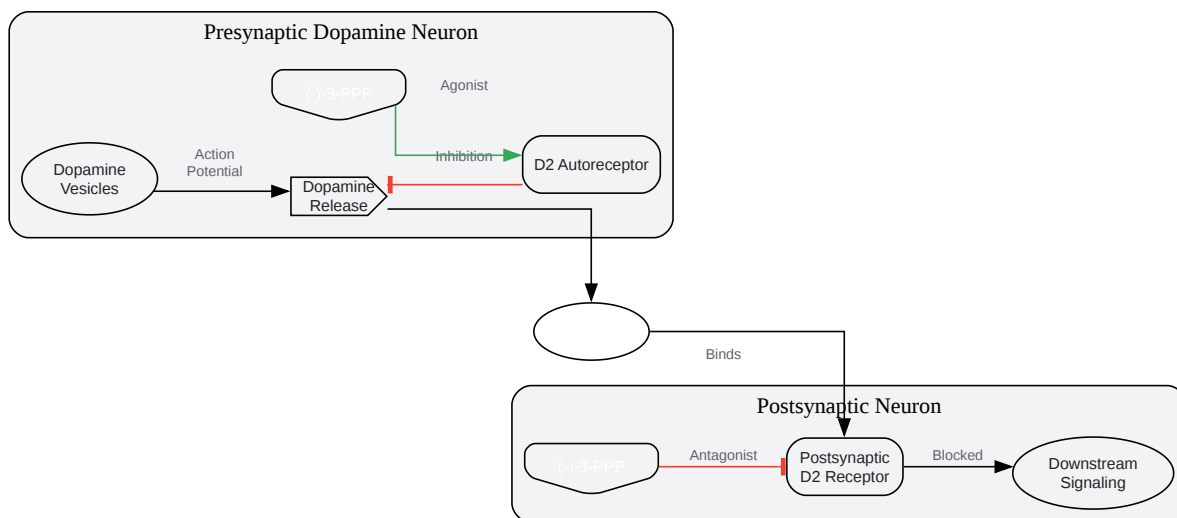 Presynaptic Dopamine Neuron
(-)-3-PPP
Agonist
Action
Potential
Inhibition
Dopamine
Vesicles
D2 Autoreceptor
Dopamine
Release
Binds
Postsynaptic Neuron
(-)-3-PPP
Antagonist
Postsynaptic
D2 Receptor
Blocked
Downstream
Signaling